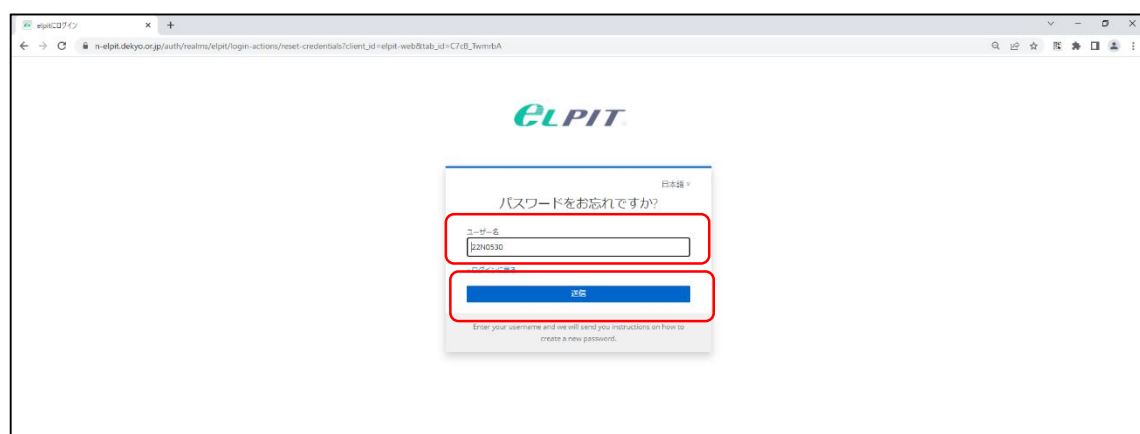 elpitにログイン
n-elpit.dekyo.or.jp/auth/realms/elpit/login-actions/reset-credentials?client_id=elpit-web&tab_id=C7cB_TwmrbA
eLPIT
日本語
パスワードをお忘れですか?
ユーザー名
22N0530
« ログインに戻る
送信
Enter your username and we will send you instructions on how to
create a new password.